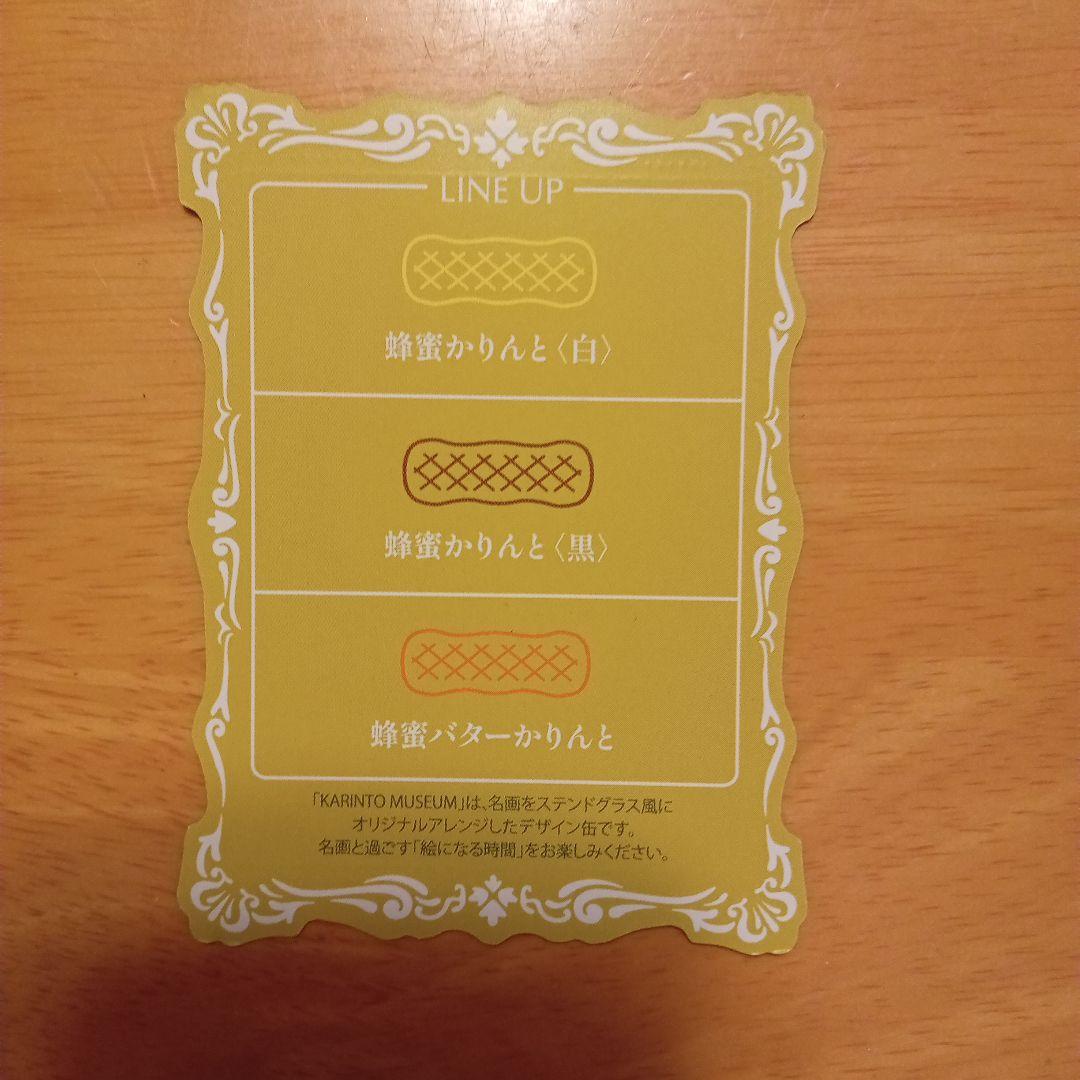 LINE UP
蜂蜜かりんと〈白〉
蜂蜜かりんと〈黒〉
蜂蜜バターかりんと
「KARINTO MUSEUM」は、名画をステンドグラス風に
オリジナルアレンジしたデザイン缶です。
名画と過ごす「絵になる時間」をお楽しみください。